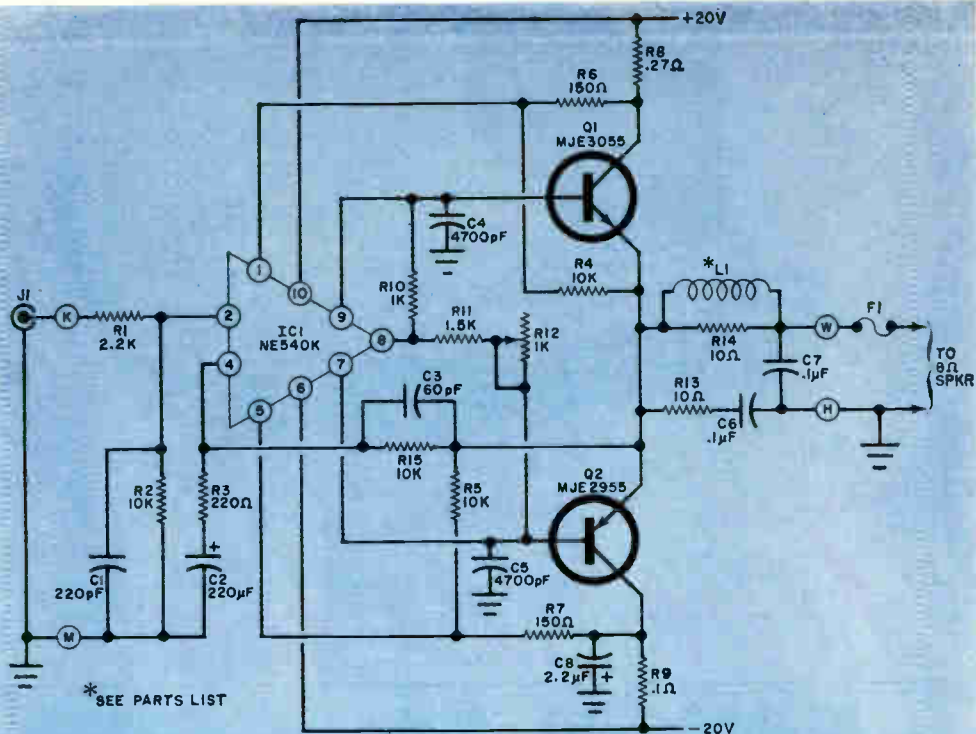 +20V
R8
.27Ω
R6
150Ω
Q1
MJE3055
C4
4700pF
R4
10K
*L1
J1
K
R1
2.2K
1
10
2
9
IC1
NE540K
8
4
7
5
6
R10
1K
R11
1.5K
R12
1K
R14
10Ω
W
F1
C7
.1µF
TO
8Ω
SPKR
C3
60pF
R13
10Ω
C6
.1µF
H
R15
10K
R2
10K
R3
220Ω
R5
10K
Q2
MJE2955
+
C2
220µF
C1
220pF
C5
4700pF
R7
150Ω
M
C8
2.2µF
+
R9
.1Ω
*SEE PARTS LIST
-20V